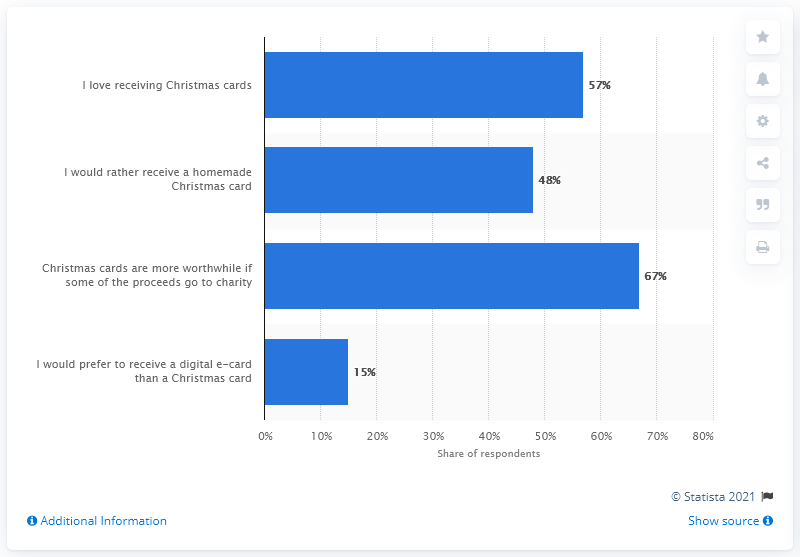 I love receiving Christmas cards
57%
I would rather receive a homemade
Christmas card
48%
Christmas cards are more worthwhile if
some of the proceeds go to charity
67%
I would prefer to receive a digital e-card
than a Christmas card
15%
0% 10% 20% 30% 40% 50% 60% 70% 80%
Share of respondents
© Statista 2021
Additional Information
Show source